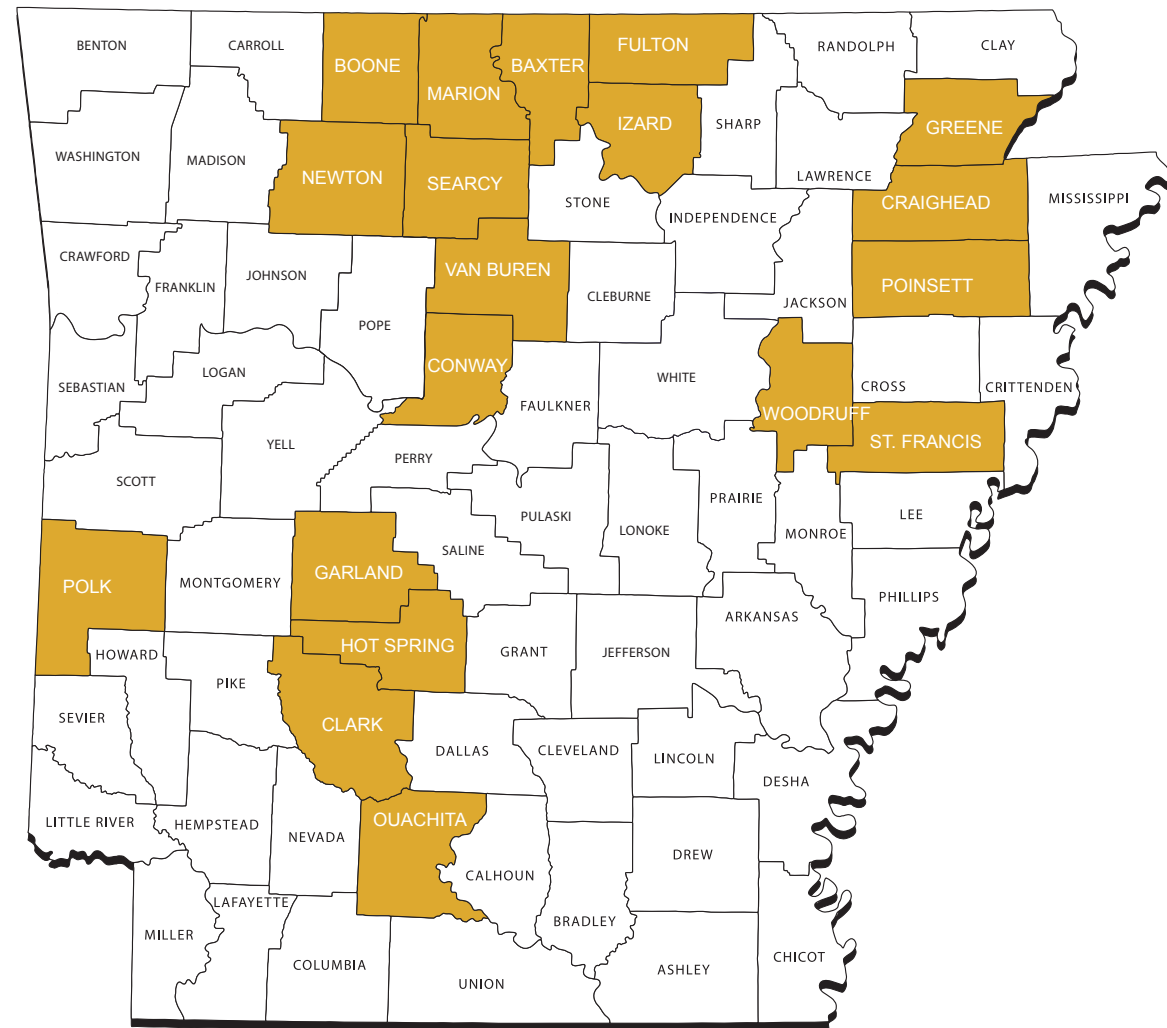 BENTON
CARROLL
BOONE
MARION
BAXTER
FULTON
RANDOLPH
CLAY
IZARD
SHARP
GREENE
WASHINGTON
MADISON
NEWTON
SEARCY
STONE
LAWRENCE
INDEPENDENCE
CRAIGHEAD
MISSISSIPPI
CRAWFORD
FRANKLIN
JOHNSON
VAN BUREN
CLEBURNE
JACKSON
POINSETT
POPE
SEBASTIAN
LOGAN
CONWAY
FAULKNER
WHITE
WOODRUFF
CROSS
CRITTENDEN
ST. FRANCIS
YELL
PERRY
SCOTT
PULASKI
LONOKE
PRAIRIE
MONROE
LEE
POLK
MONTGOMERY
GARLAND
SALINE
PHILLIPS
ARKANSAS
HOWARD
HOT SPRING
GRANT
JEFFERSON
PIKE
SEVIER
CLARK
DALLAS
CLEVELAND
LINCOLN
DESHA
LITTLE RIVER
HEMPSTEAD
NEVADA
OUACHITA
CALHOUN
DREW
LAFAYETTE
BRADLEY
MILLER
COLUMBIA
UNION
ASHLEY
CHICOT